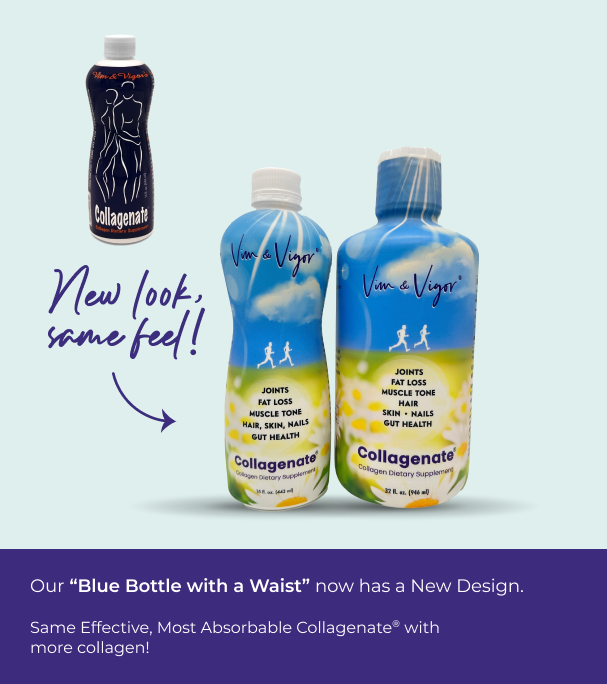 Vim & Vigor's
Collagenate
Collagen Dietary Supplement
New look,
same feel!
Vim & Vigor®
JOINTS
FAT LOSS
MUSCLE TONE
HAIR, SKIN, NAILS
GUT HEALTH
Collagenate®
Collagen Dietary Supplement
Vim & Vigor®
JOINTS
FAT LOSS
MUSCLE TONE
HAIR
SKIN • NAILS
GUT HEALTH
Collagenate®
Collagen Dietary Supplement
32 fl. oz. (946 ml)
Our “Blue Bottle with a Waist” now has a New Design.
Same Effective, Most Absorbable Collagenate® with
more collagen!